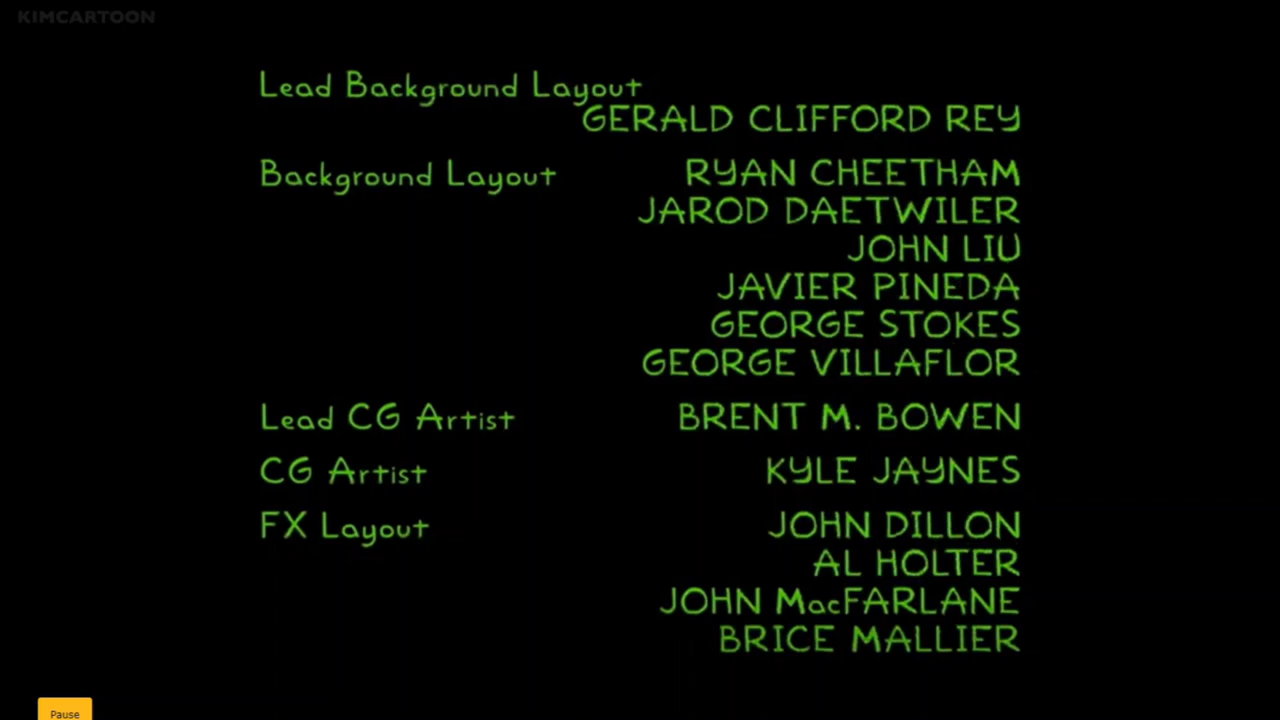 KIMCARTOON
Lead Background Layout
GERALD CLIFFORD REY
Background Layout RYAN CHEETHAM
JAROD DAETWILER
JOHN LIU
JAVIER PINEDA
GEORGE STOKES
GEORGE VILLAFLOR
Lead CG Artist BRENT M. BOWEN
CG Artist KYLE JAYNES
FX Layout JOHN DILLON
AL HOLTER
JOHN MacFARLANE
BRICE MALLIER
Pause